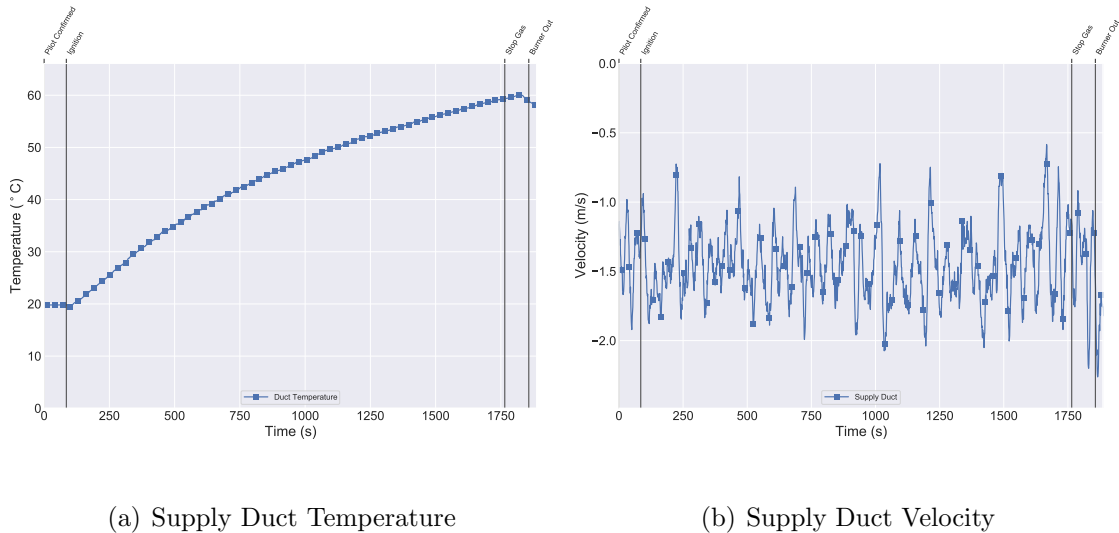 Pilot Confirmed
Ignition
Stop Gas
Burner Out
60
50
40
30
20
10
0
Temperature (°C)
Duct Temperature
0 250 500 750 1000 1250 1500 1750
Time (s)
(a) Supply Duct Temperature
Pilot Confirmed
Ignition
Stop Gas
Burner Out
0.0
−0.5
−1.0
−1.5
−2.0
Velocity (m/s)
Supply Duct
0 250 500 750 1000 1250 1500 1750
Time (s)
(b) Supply Duct Velocity